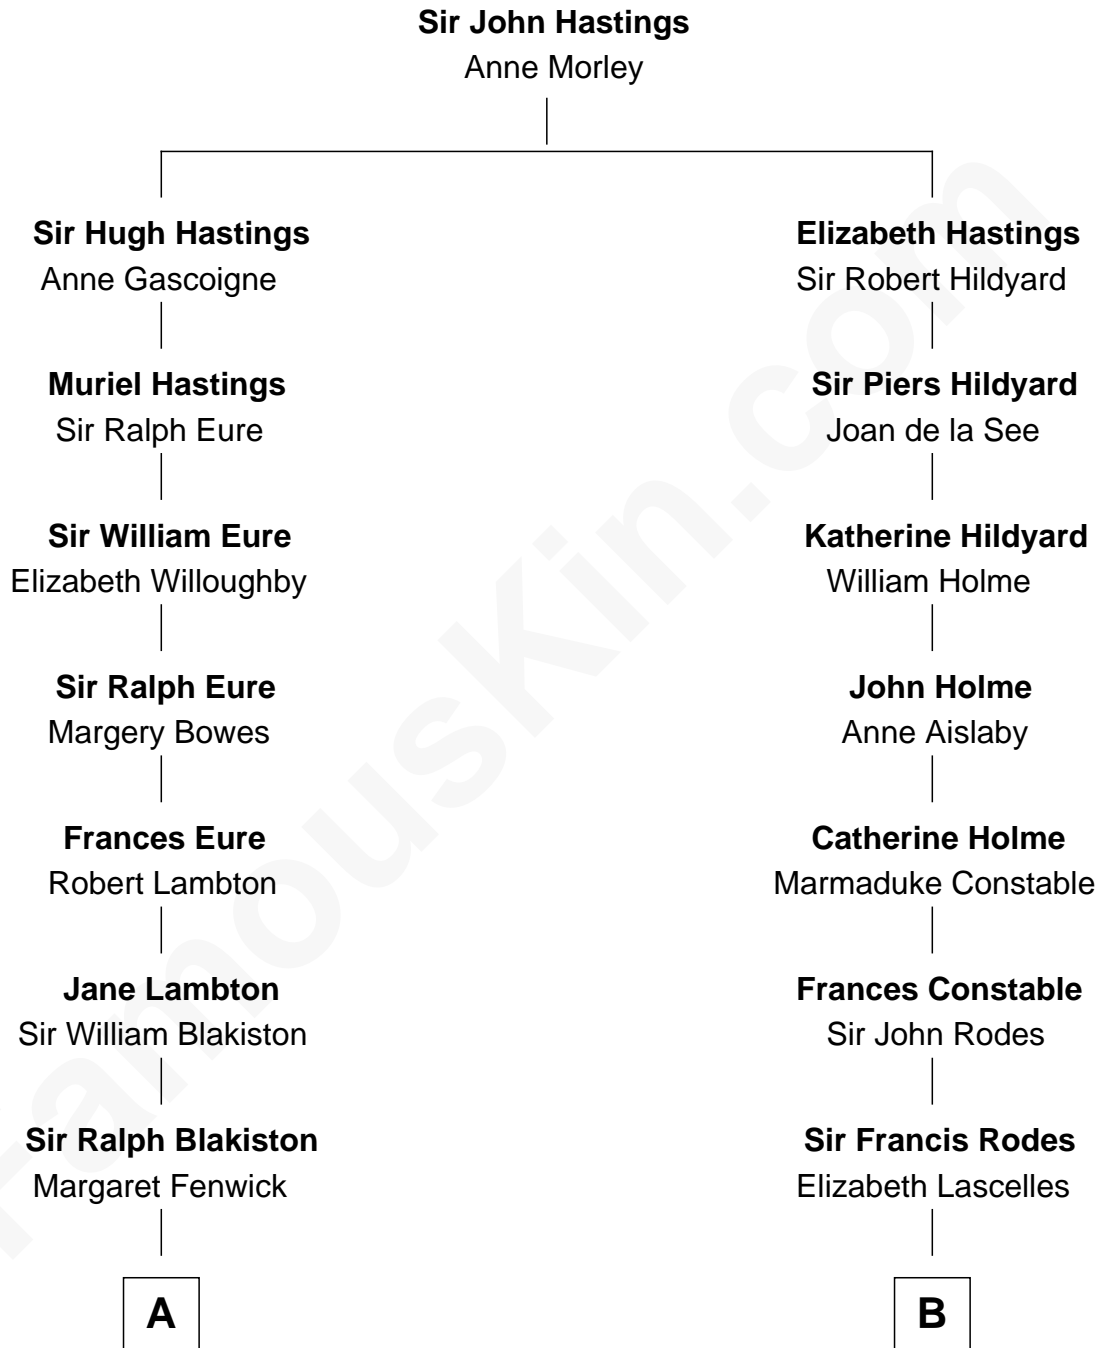 Sir John Hastings
Anne Morley
Sir Hugh Hastings
Anne Gascoigne
Elizabeth Hastings
Sir Robert Hildyard
Muriel Hastings
Sir Ralph Eure
Sir Piers Hildyard
Joan de la See
Sir William Eure
Elizabeth Willoughby
Katherine Hildyard
William Holme
Sir Ralph Eure
Margery Bowes
John Holme
Anne Aislaby
Frances Eure
Robert Lambton
Catherine Holme
Marmaduke Constable
Jane Lambton
Sir William Blakiston
Frances Constable
Sir John Rodes
Sir Ralph Blakiston
Margaret Fenwick
Sir Francis Rodes
Elizabeth Lascelles
A
B
FamousKin.com